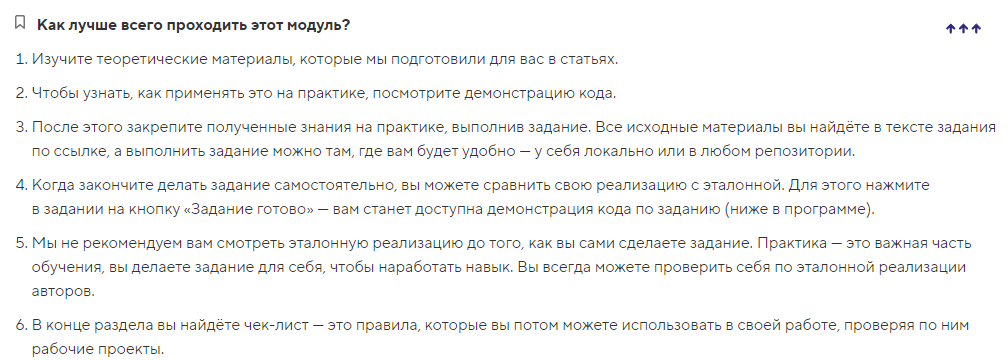 Как лучше всего проходить этот модуль?
1. Изучите теоретические материалы, которые мы подготовили для вас в статьях.
2. Чтобы узнать, как применять это на практике, посмотрите демонстрацию кода.
3. После этого закрепите полученные знания на практике, выполнив задание. Все исходные материалы вы найдёте в тексте задания
по ссылке, а выполнить задание можно там, где вам будет удобно — у себя локально или в любом репозитории.
4. Когда закончите делать задание самостоятельно, вы можете сравнить свою реализацию с эталонной. Для этого нажмите
в задании на кнопку «Задание готово» — вам станет доступна демонстрация кода по заданию (ниже в программе).
5. Мы не рекомендуем вам смотреть эталонную реализацию до того, как вы сами сделаете задание. Практика — это важная часть
обучения, вы делаете задание для себя, чтобы наработать навык. Вы всегда можете проверить себя по эталонной реализации
авторов.
6. В конце раздела вы найдёте чек-лист — это правила, которые вы потом можете использовать в своей работе, проверяя по ним
рабочие проекты.